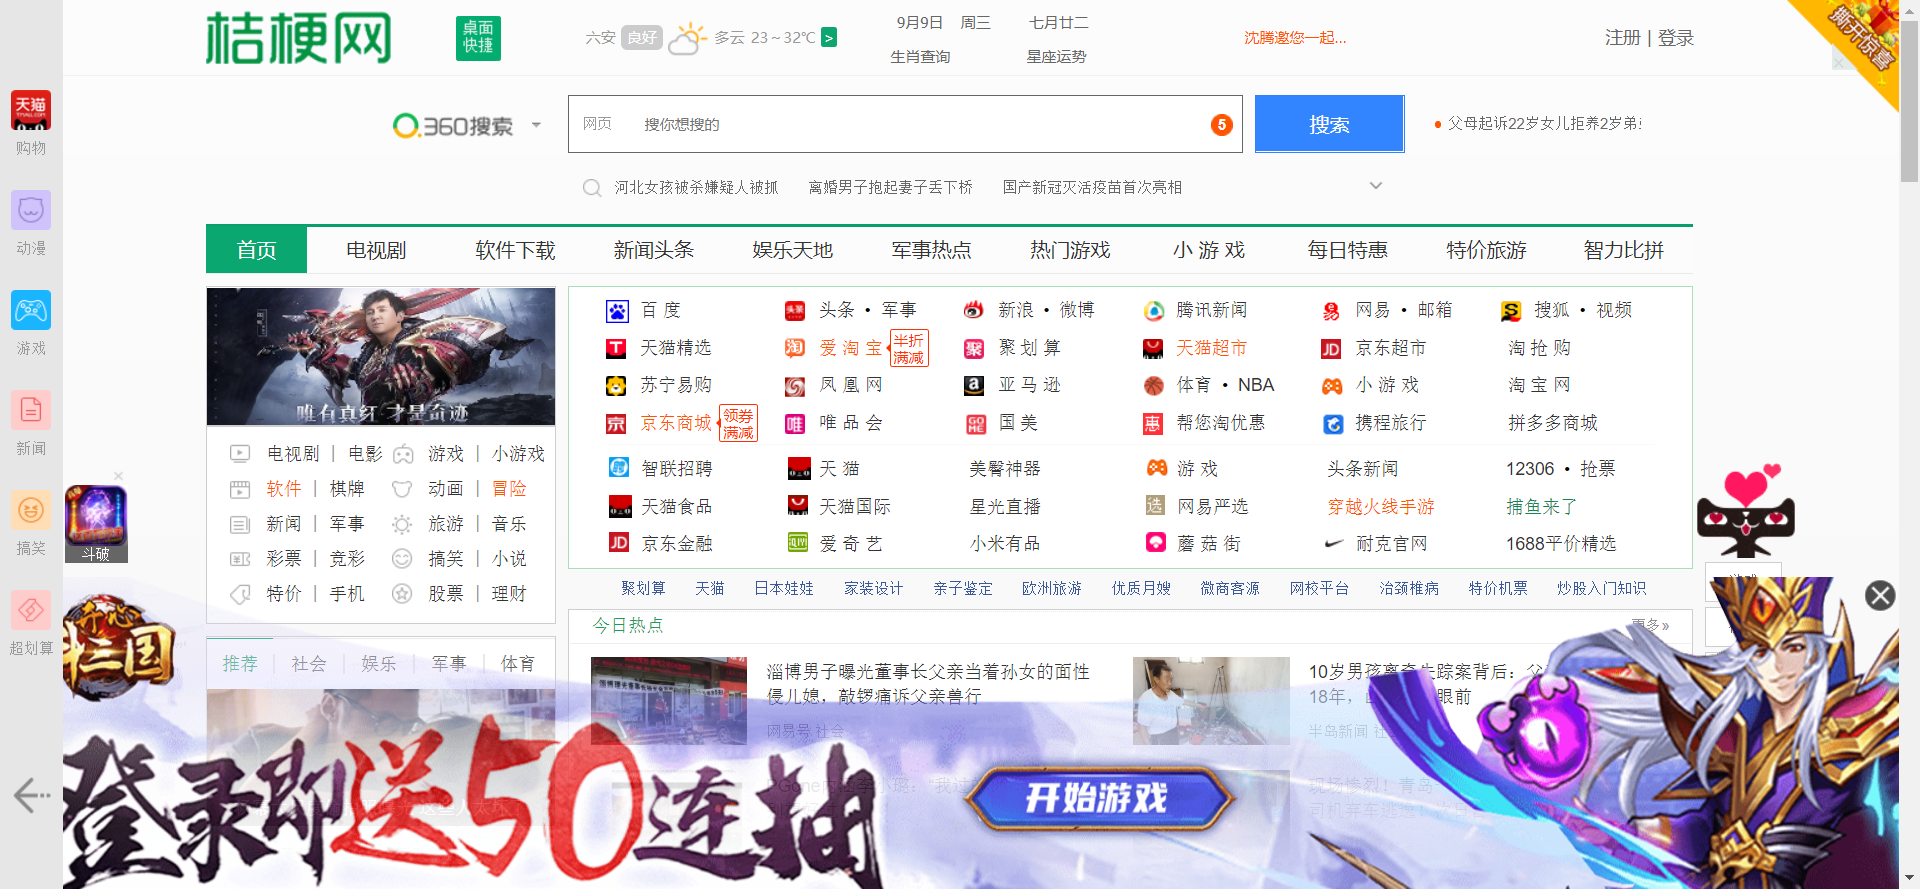 桔梗网
桌面
快捷
六安 良好 多云 23 ~ 32℃ >
9月9日 周三 七月廿二
生肖查询 星座运势
沈腾邀您一起...
注册 | 登录
撕开惊喜
天猫
TMALL.COM
购物
动漫
游戏
新闻
搞笑
超划算
360搜索
网页 搜你想搜的 5
搜索
父母起诉22岁女儿拒养2岁弟
河北女孩被杀嫌疑人被抓 离婚男子抱起妻子丢下桥 国产新冠灭活疫苗首次亮相
首页 电视剧 软件下载 新闻头条 娱乐天地 军事热点 热门游戏 小 游 戏 每日特惠 特价旅游 智力比拼
唯有真红 才是奇迹
电视剧 | 电影 游戏 | 小游戏
软件 | 棋牌 动画 | 冒险
新闻 | 军事 旅游 | 音乐
彩票 | 竞彩 搞笑 | 小说
特价 | 手机 股票 | 理财
百 度 头条 • 军事 新浪 • 微博 腾讯新闻 网易 • 邮箱 搜狐 • 视频
天猫精选 爱 淘 宝 半折满减 聚 划 算 天猫超市 京东超市 淘 抢 购
苏宁易购 凤 凰 网 亚 马 逊 体育 • NBA 小 游 戏 淘 宝 网
京东商城 领券满减 唯 品 会 国 美 帮您淘优惠 携程旅行 拼多多商城
智联招聘 天 猫 美臀神器 游 戏 头条新闻 12306 • 抢票
天猫食品 天猫国际 星光直播 网易严选 穿越火线手游 捕鱼来了
京东金融 爱 奇 艺 小米有品 蘑 菇 街 耐克官网 1688平价精选
聚划算 天猫 日本娃娃 家装设计 亲子鉴定 欧洲旅游 优质月嫂 微商客源 网校平台 治颈椎病 特价机票 炒股入门知识
斗破
今日热点
更多»
推荐 社会 娱乐 军事 体育
淄博男子曝光董事长父亲当着孙女的面性
侵儿媳，敲锣痛诉父亲兽行
网易号 社会
10岁男孩离奇失踪案背后：父
18年，
眼前
半岛新闻 社
十三国
登录即送50连抽
开始游戏